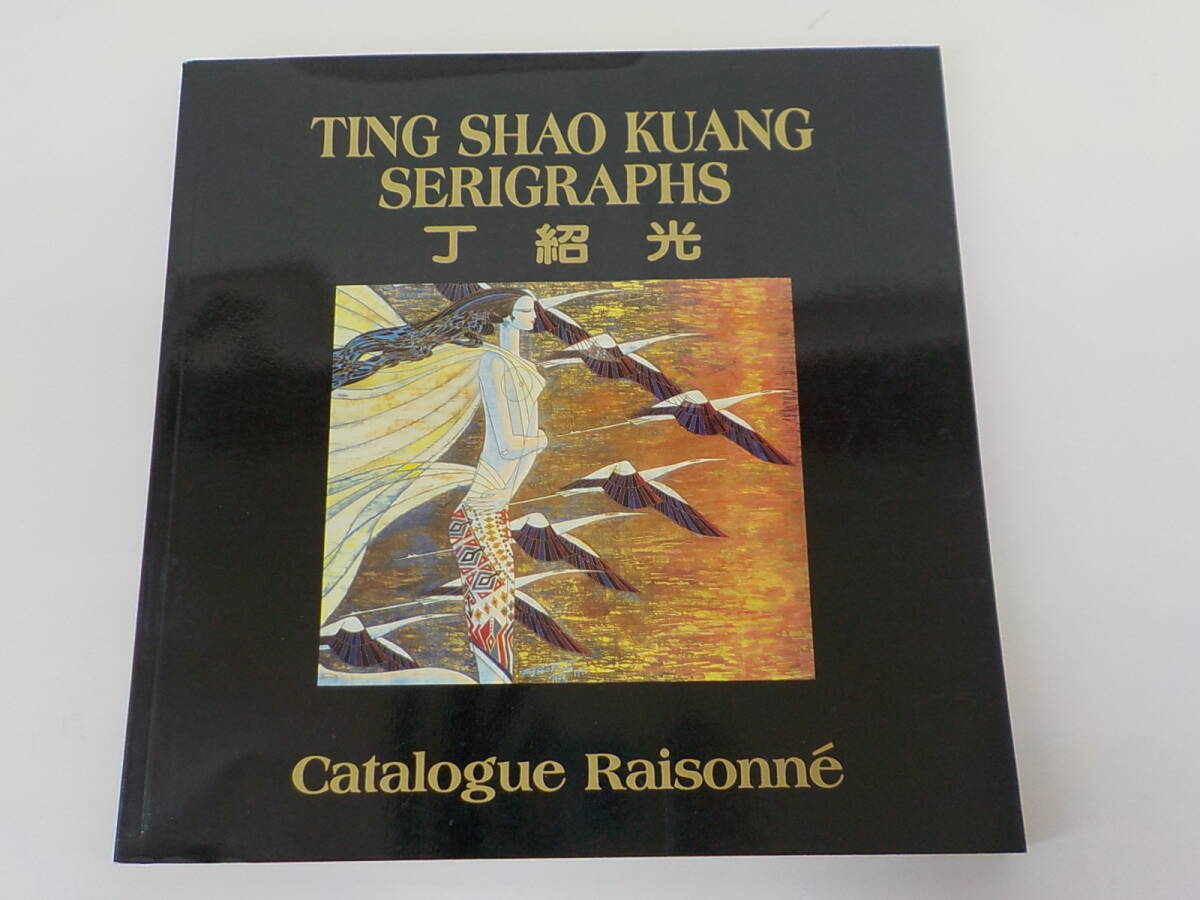 TING SHAO KUANG
SERIGRAPHS
丁紹光
Catalogue Raisonné